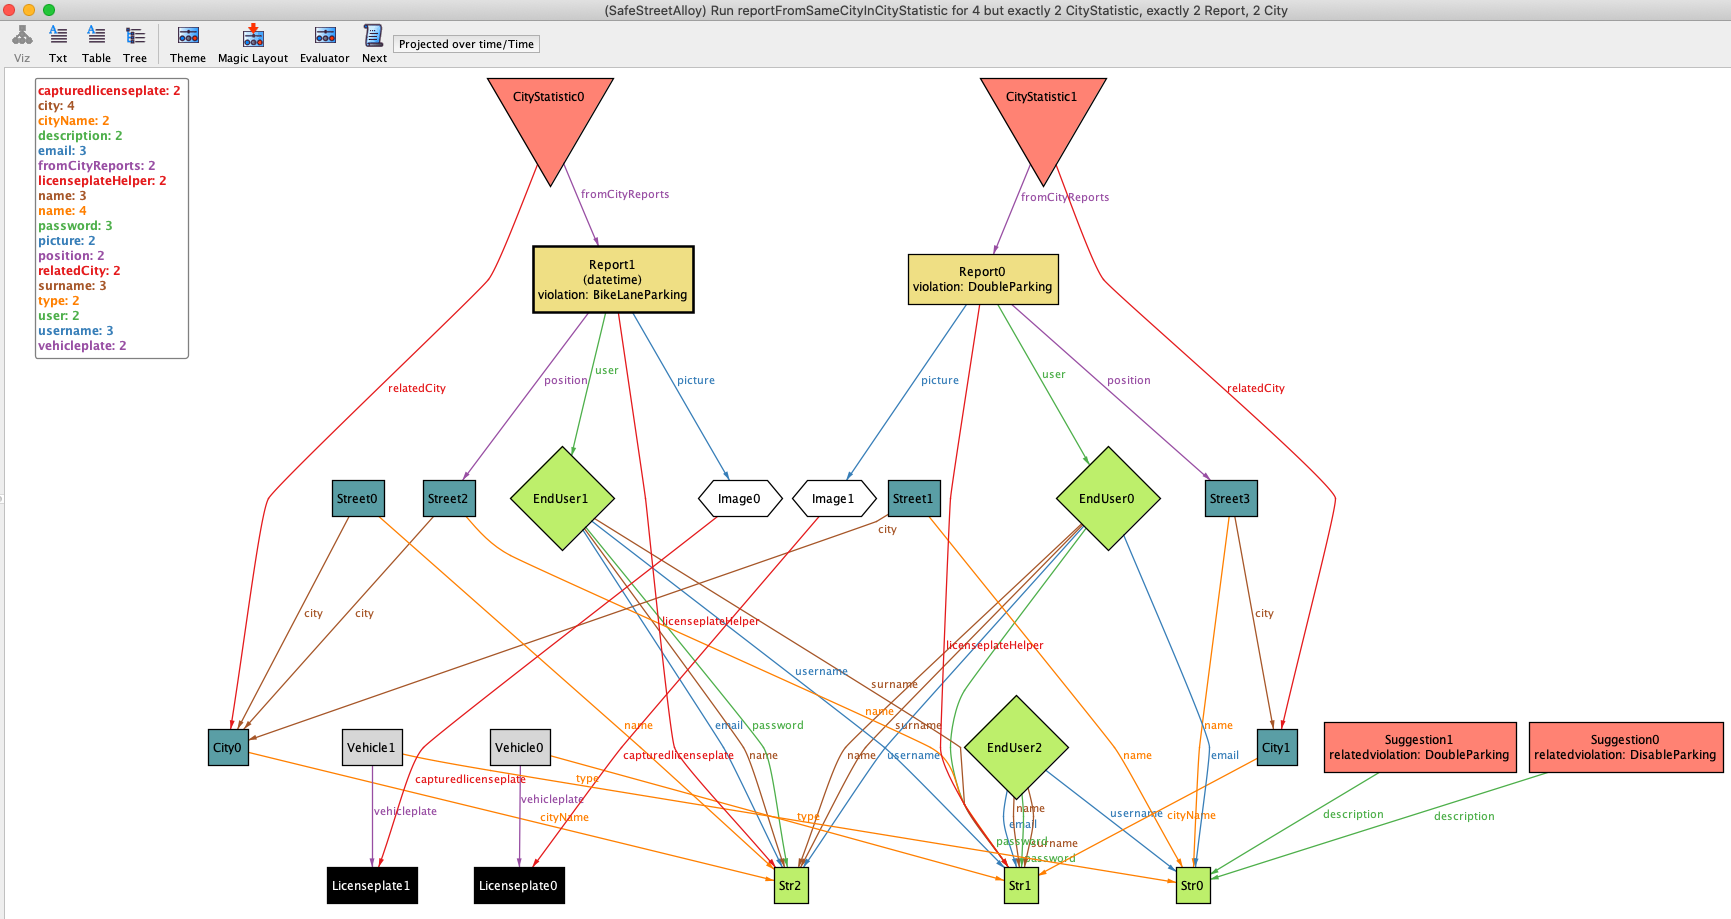 (SafeStreetAlloy) Run reportFromSameCityInCityStatistic for 4 but exactly 2 CityStatistic, exactly 2 Report, 2 City
Viz Txt Table Tree Theme Magic Layout Evaluator Next Projected over time/Time
capturedlicenseplate: 2
city: 4
cityName: 2
description: 2
email: 3
fromCityReports: 2
licenseplateHelper: 2
name: 3
name: 4
password: 3
picture: 2
position: 2
relatedCity: 2
surname: 3
type: 2
user: 2
username: 3
vehicleplate: 2
CityStatistic0 CityStatistic1
fromCityReports fromCityReports
Report1
(datetime)
violation: BikeLaneParking
Report0
violation: DoubleParking
relatedCity position user picture picture user position relatedCity
Street0 Street2 EndUser1 Image0 Image1 Street1 EndUser0 Street3
city
city city licenseplateHelper licenseplateHelper city
username surname
name name surname name
email password name
name username
name email
capturedlicenseplate
City0 Vehicle1 Vehicle0 EndUser2 City1
Suggestion1
relatedviolation: DoubleParking
Suggestion0
relatedviolation: DisableParking
capturedlicenseplate type
vehicleplate vehicleplate
cityName type
name
email
password surname
password
username cityName
description description
Licenseplate1 Licenseplate0 Str2 Str1 Str0